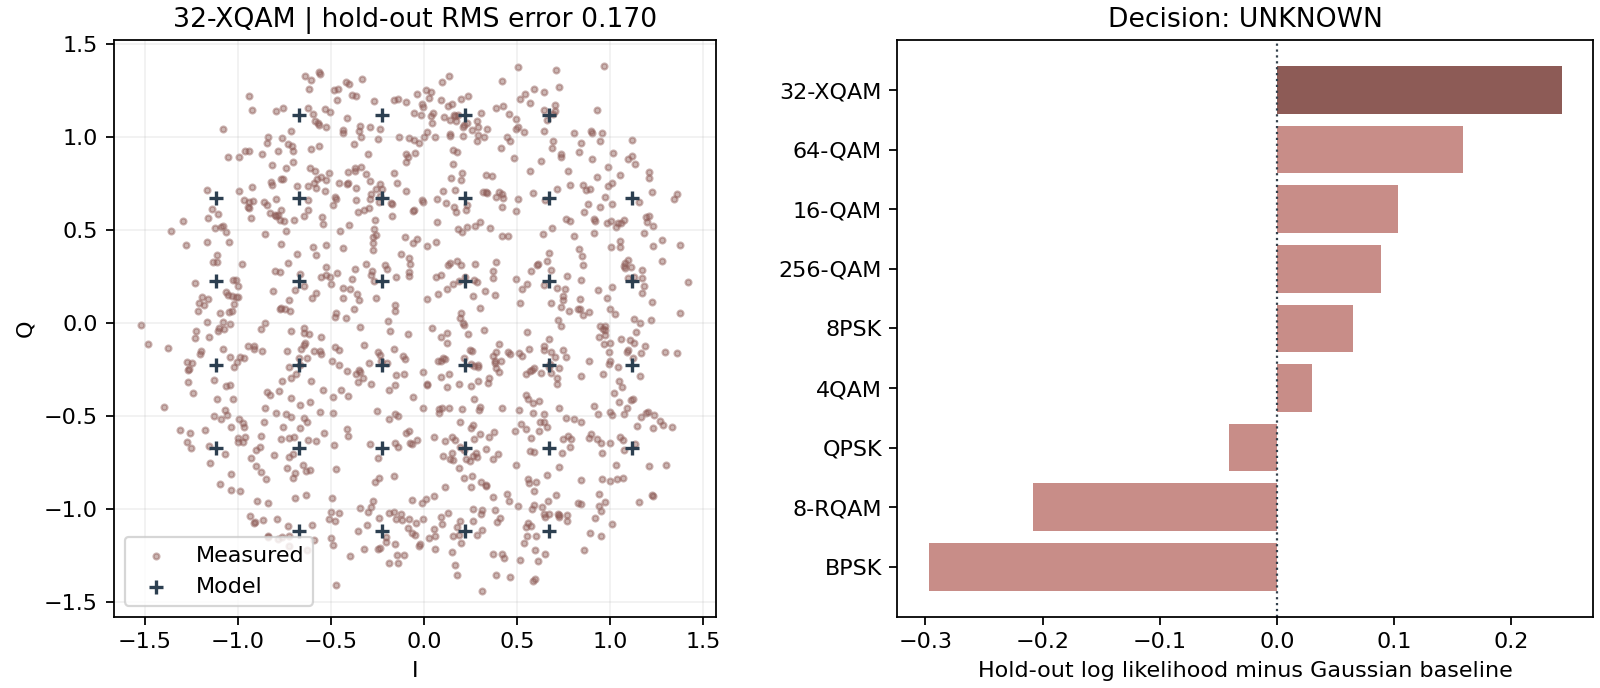 32-XQAM | hold-out RMS error 0.170
1.5
1.0
0.5
0.0
−0.5
−1.0
−1.5
Q
Measured
Model
−1.5 −1.0 −0.5 0.0 0.5 1.0 1.5
I
Decision: UNKNOWN
32-XQAM
64-QAM
16-QAM
256-QAM
8PSK
4QAM
QPSK
8-RQAM
BPSK
−0.3 −0.2 −0.1 0.0 0.1 0.2
Hold-out log likelihood minus Gaussian baseline